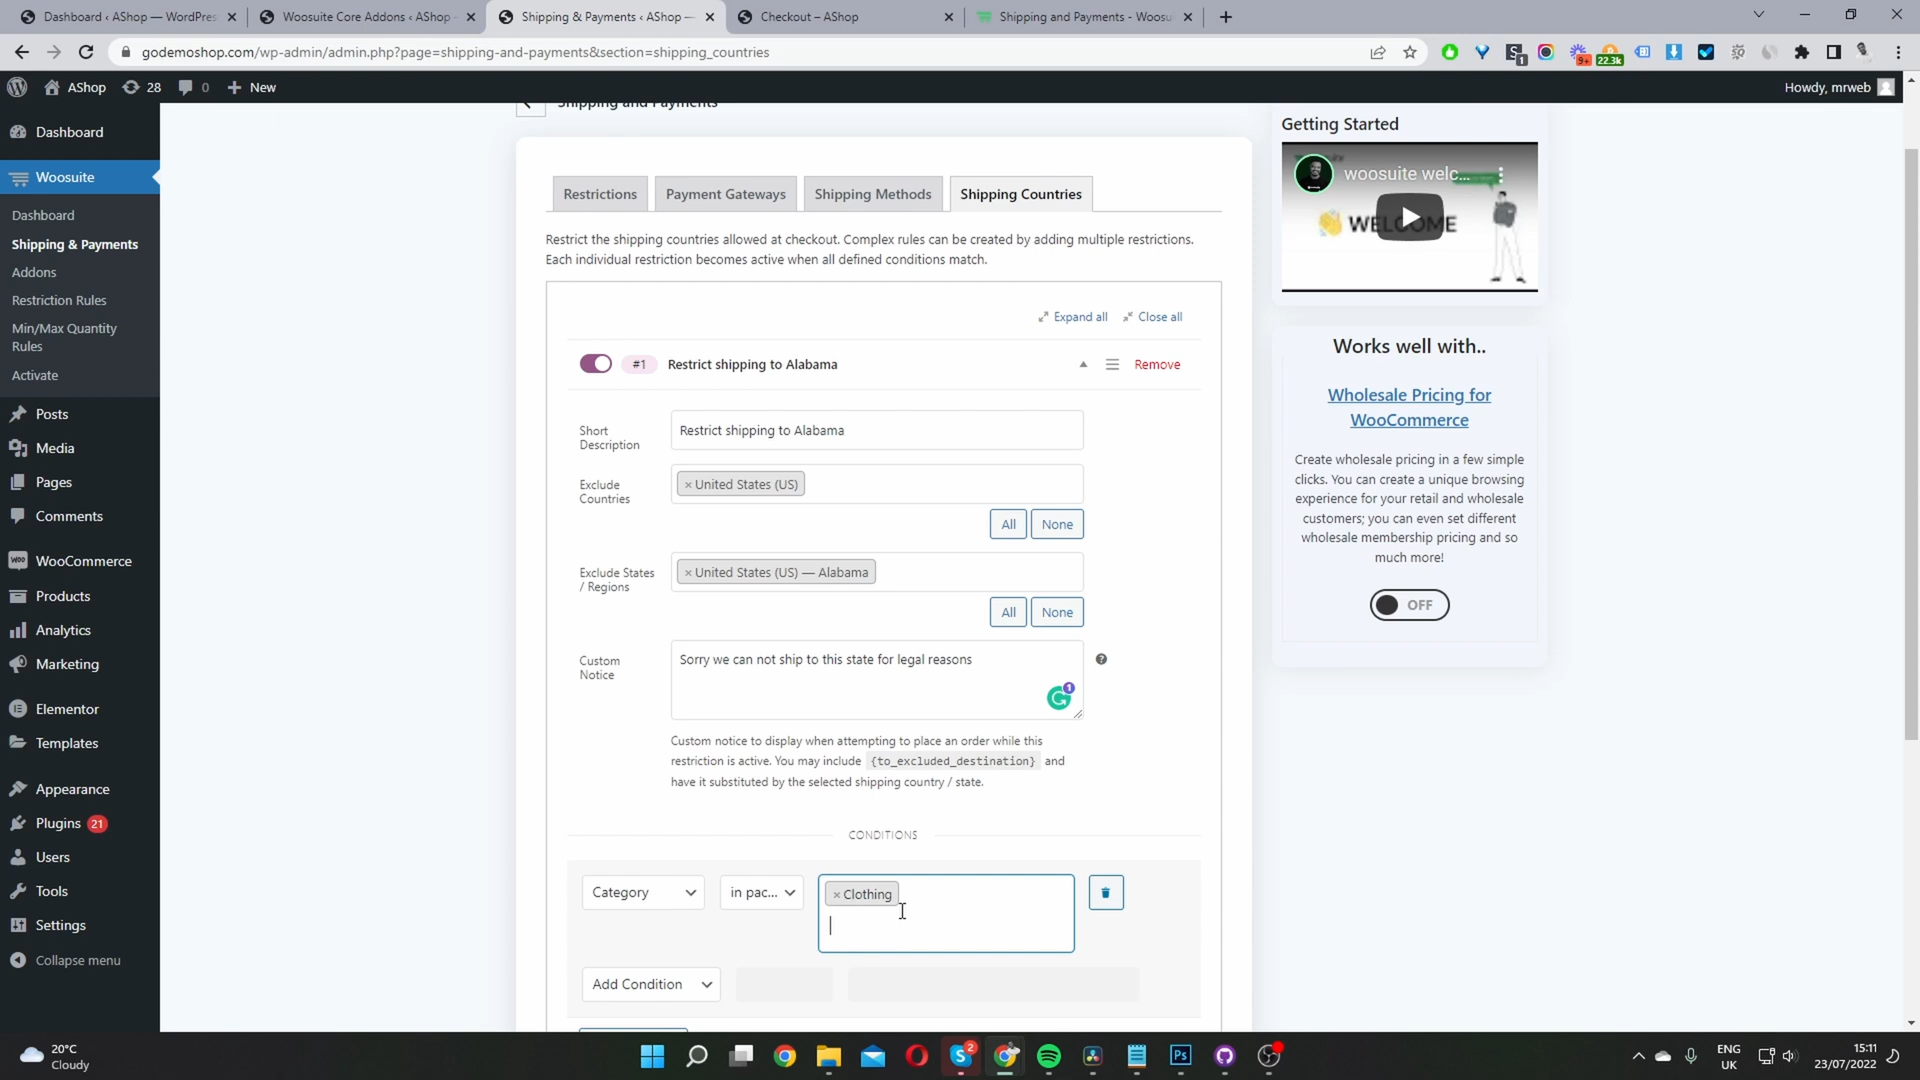 Dashboard ‹ AShop — WordPres
Woosuite Core Addons ‹ AShop -
Shipping & Payments ‹ AShop —
Checkout – AShop
Shipping and Payments - Woosu
godemoshop.com/wp-admin/admin.php?page=shipping-and-payments&section=shipping_countries
1
9+
22.3k
AShop
28
0
New
Howdy, mrweb
Dashboard
Woosuite
Dashboard
Shipping & Payments
Addons
Restriction Rules
Min/Max Quantity
Rules
Activate
Posts
Media
Pages
Comments
WooCommerce
Products
Analytics
Marketing
Elementor
Templates
Appearance
Plugins 21
Users
Tools
Settings
Collapse menu
Shipping and Payments
Restrictions
Payment Gateways
Shipping Methods
Shipping Countries
Restrict the shipping countries allowed at checkout. Complex rules can be created by adding multiple restrictions.
Each individual restriction becomes active when all defined conditions match.
Expand all
Close all
#1
Restrict shipping to Alabama
Remove
Short
Description
Restrict shipping to Alabama
Exclude
Countries
× United States (US)
All
None
Exclude States
/ Regions
× United States (US) — Alabama
All
None
Custom
Notice
Sorry we can not ship to this state for legal reasons
1
Custom notice to display when attempting to place an order while this
restriction is active. You may include {to_excluded_destination} and
have it substituted by the selected shipping country / state.
CONDITIONS
Category
in pac...
× Clothing
Add Condition
Getting Started
woosuite welc...
WELCOME
Works well with..
Wholesale Pricing for
WooCommerce
Create wholesale pricing in a few simple
clicks. You can create a unique browsing
experience for your retail and wholesale
customers; you can even set different
wholesale membership pricing and so
much more!
OFF
20°C
Cloudy
2
Ps
ENG
UK
15:11
23/07/2022